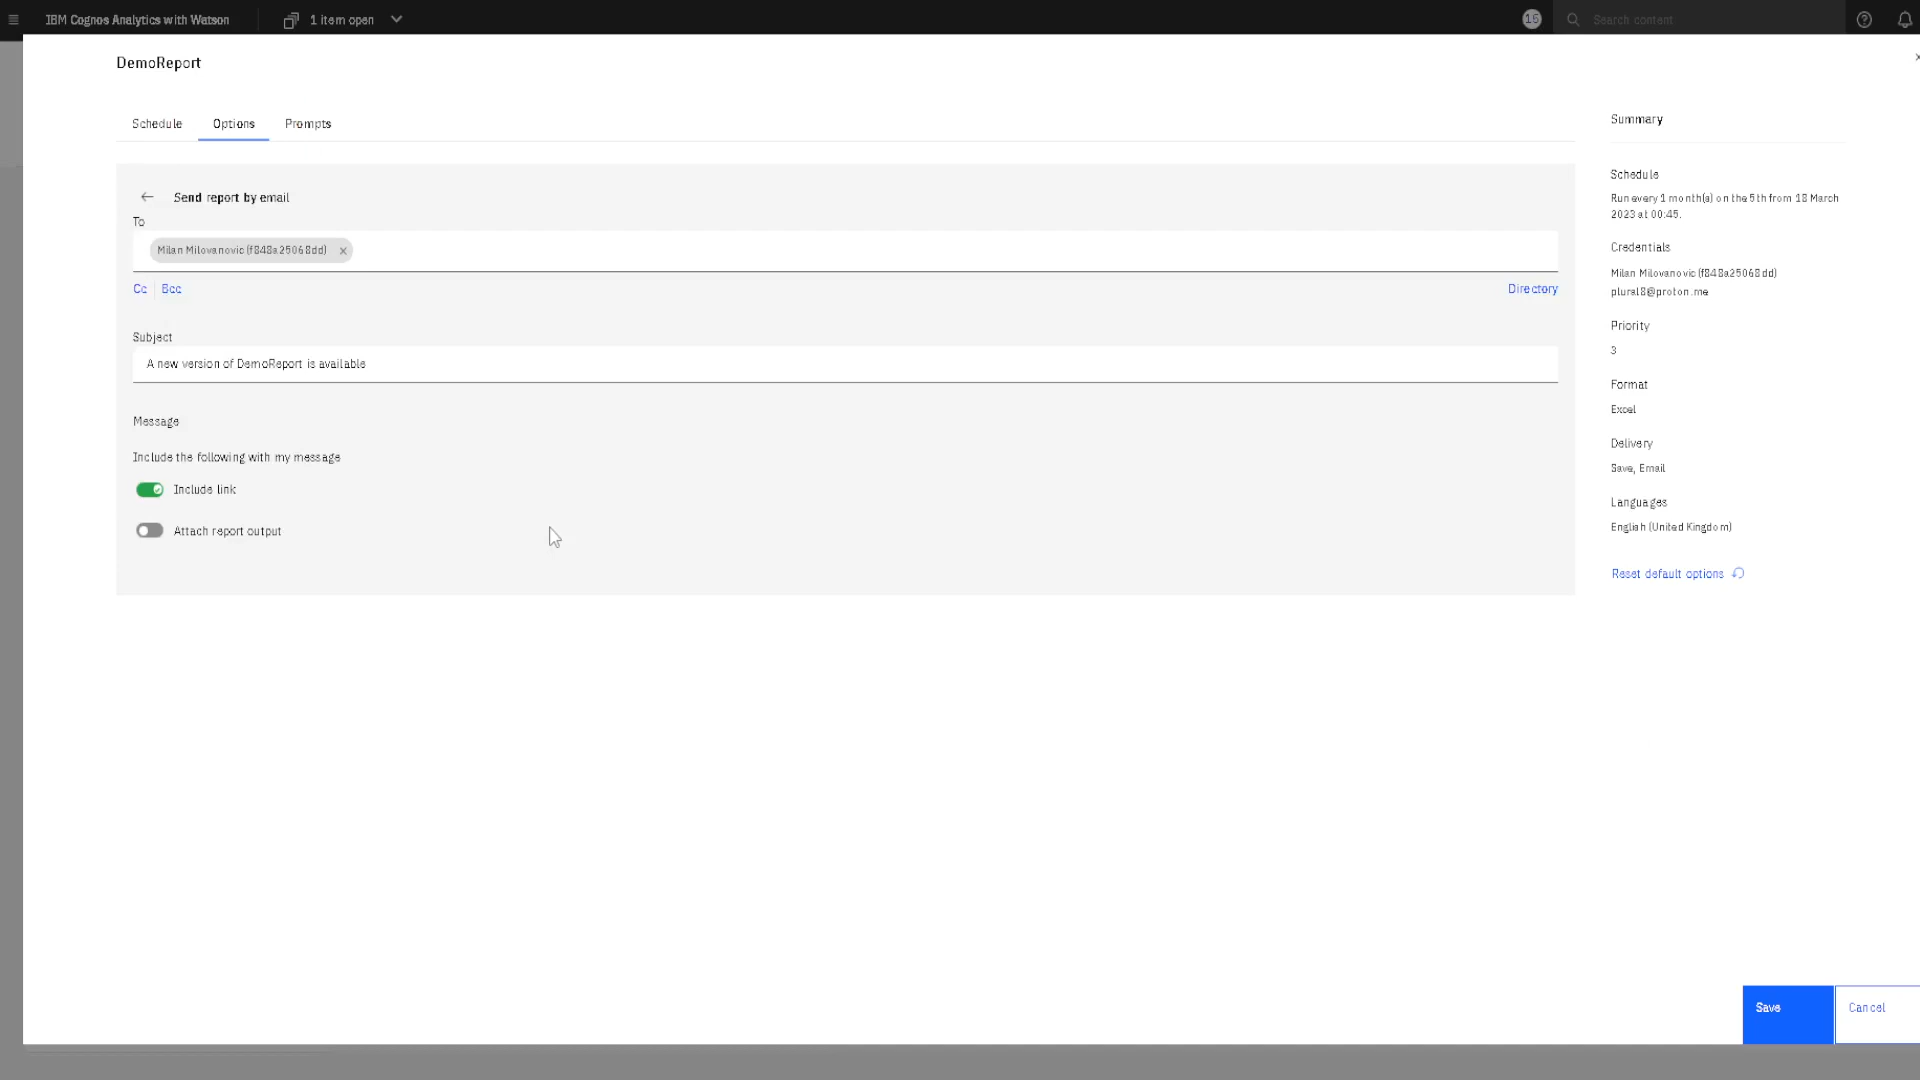 IBM Cognos Analytics with Watson
1 item open
15
Search content
DemoReport
Schedule
Options
Prompts
Send report by email
To
Milan Milovanovic (f848a25068dd)
Cc
Bcc
Directory
Subject
A new version of DemoReport is available
Message
Include the following with my message
Include link
Attach report output
Summary
Schedule
Run every 1 month(s) on the 5th from 18 March
2023 at 00:45.
Credentials
Milan Milovanovic (f848a25068dd)
plural8@proton.me
Priority
3
Format
Excel
Delivery
Save, Email
Languages
English (United Kingdom)
Reset default options
Save
Cancel